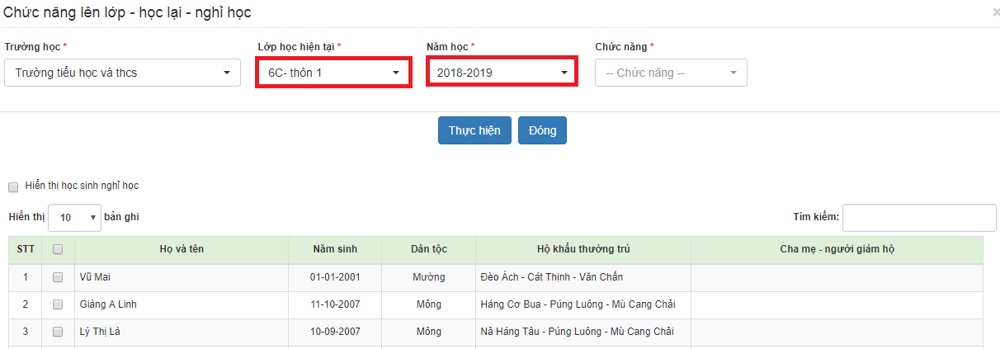 Chức năng lên lớp - học lại - nghỉ học
×
Trường học * Lớp học hiện tại * Năm học * Chức năng *
Trường tiểu học và thcs 6C- thôn 1 2018-2019 -- Chức năng --
Thực hiện Đóng
Hiển thị học sinh nghỉ học
Hiển thị 10 bản ghi Tìm kiếm:
STT Họ và tên Năm sinh Dân tộc Hộ khẩu thường trú Cha mẹ - người giám hộ
1 Vũ Mai 01-01-2001 Mường Đèo Ách - Cát Thịnh - Văn Chấn
2 Giàng A Linh 11-10-2007 Mông Háng Cơ Bua - Púng Luông - Mù Cang Chải
3 Lý Thị Là 10-09-2007 Mông Nả Háng Tâu - Púng Luông - Mù Cang Chải